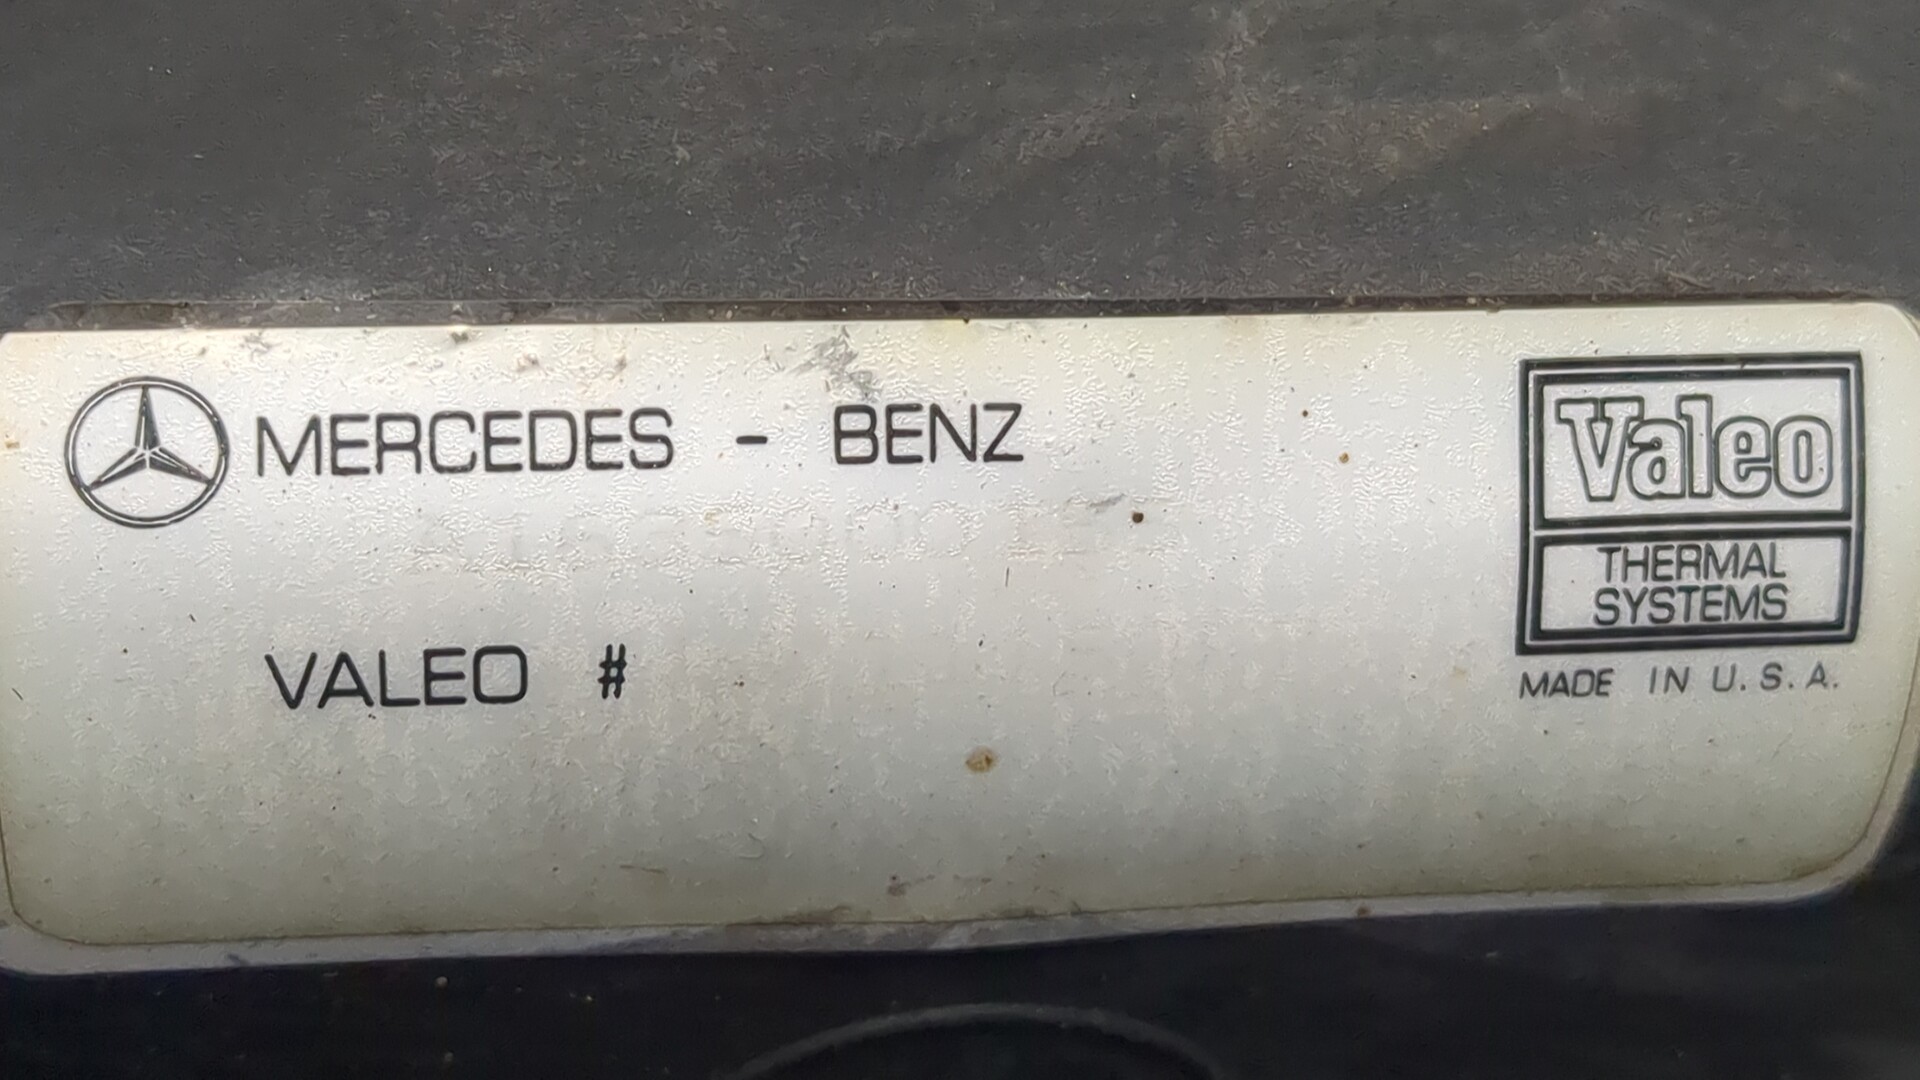 MERCEDES - BENZ
VALEO #
Valeo
THERMAL
SYSTEMS
MADE IN U.S.A.